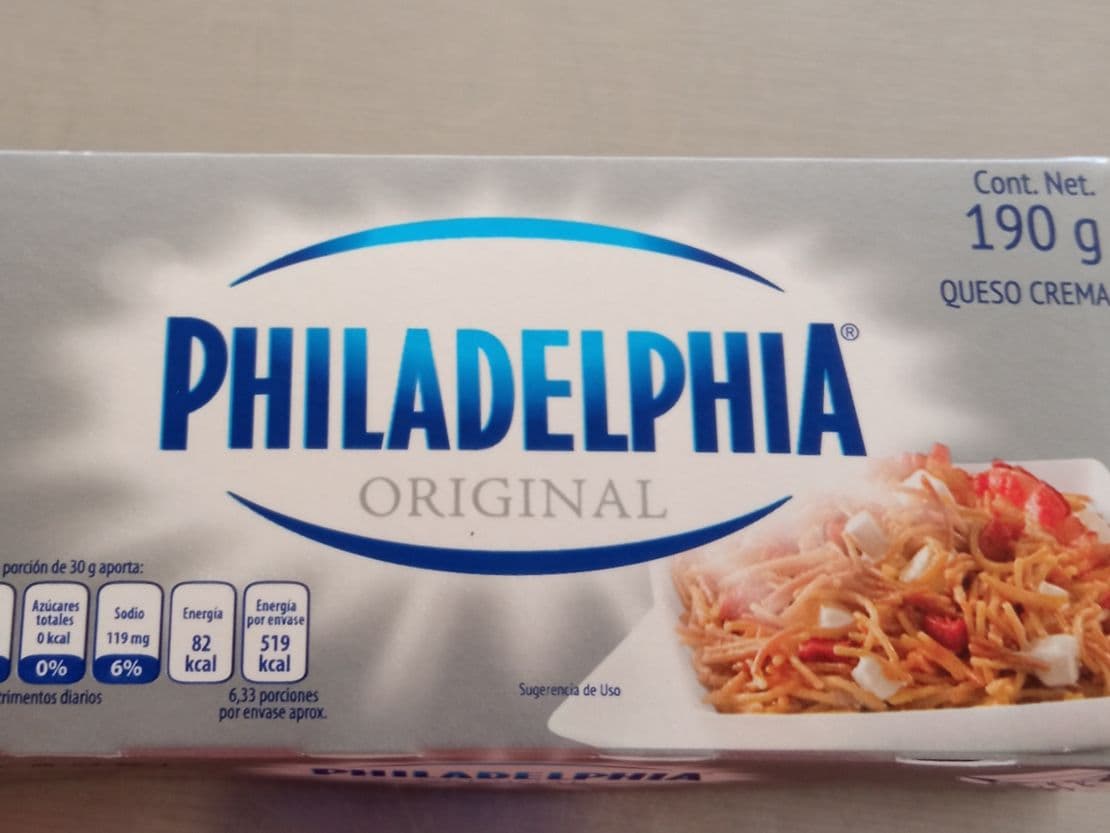 Cont. Net.
190 g
QUESO CREMA
PHILADELPHIA®
ORIGINAL
porción de 30 g aporta:
Azúcares
totales
0 kcal
0%
Sodio
119 mg
6%
Energía
82
kcal
Energía
por envase
519
kcal
trimentos diarios
6,33 porciones
por envase aprox.
Sugerencia de Uso
PHILADELPHIA